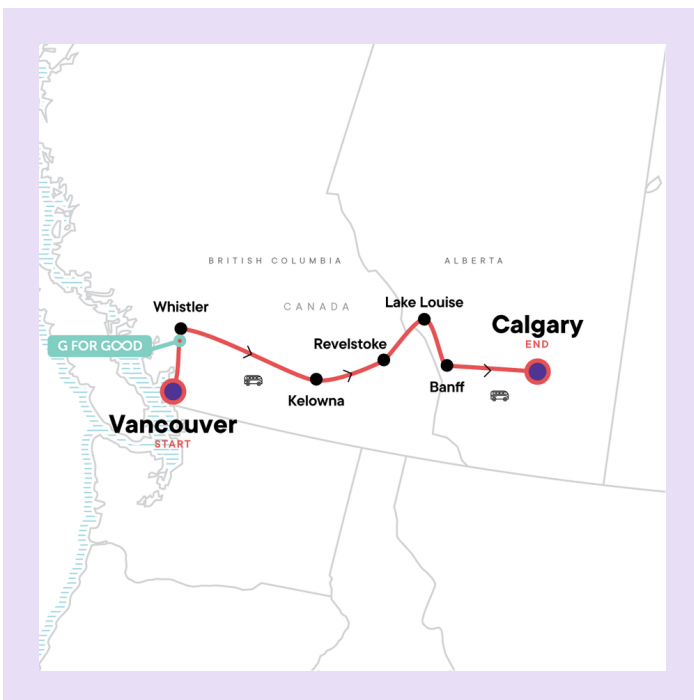 BRITISH COLUMBIA
ALBERTA
CANADA
Whistler
Lake Louise
Calgary
END
G FOR GOOD
Revelstoke
Banff
Kelowna
Vancouver
START